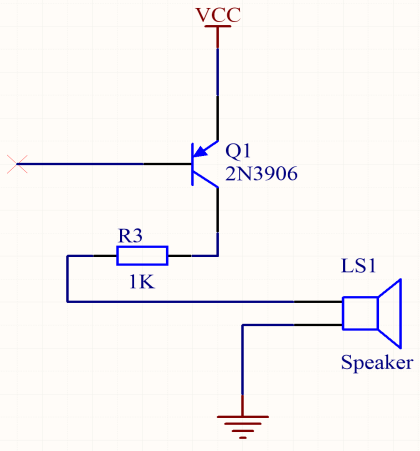 VCC
Q1
2N3906
R3
1K
LS1
Speaker